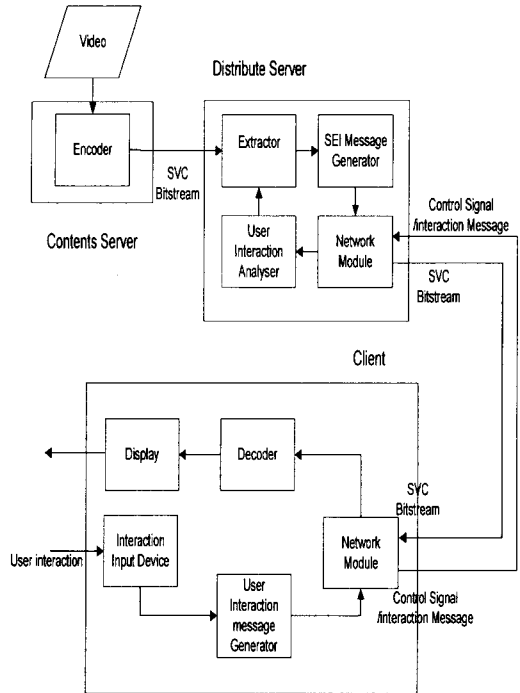 Video
Distribute Server
Encoder
Extractor
SEI Message
Generator
SVC
Bitstream
Contents Server
User
Interaction
Analyser
Network
Module
Control Signal
/interaction Message
SVC
Bitstream
Client
Display
Decoder
SVC
Bitstream
Interaction
Input Device
User interaction
Network
Module
User
Interaction
message
Generator
Control Signal
/interaction Message